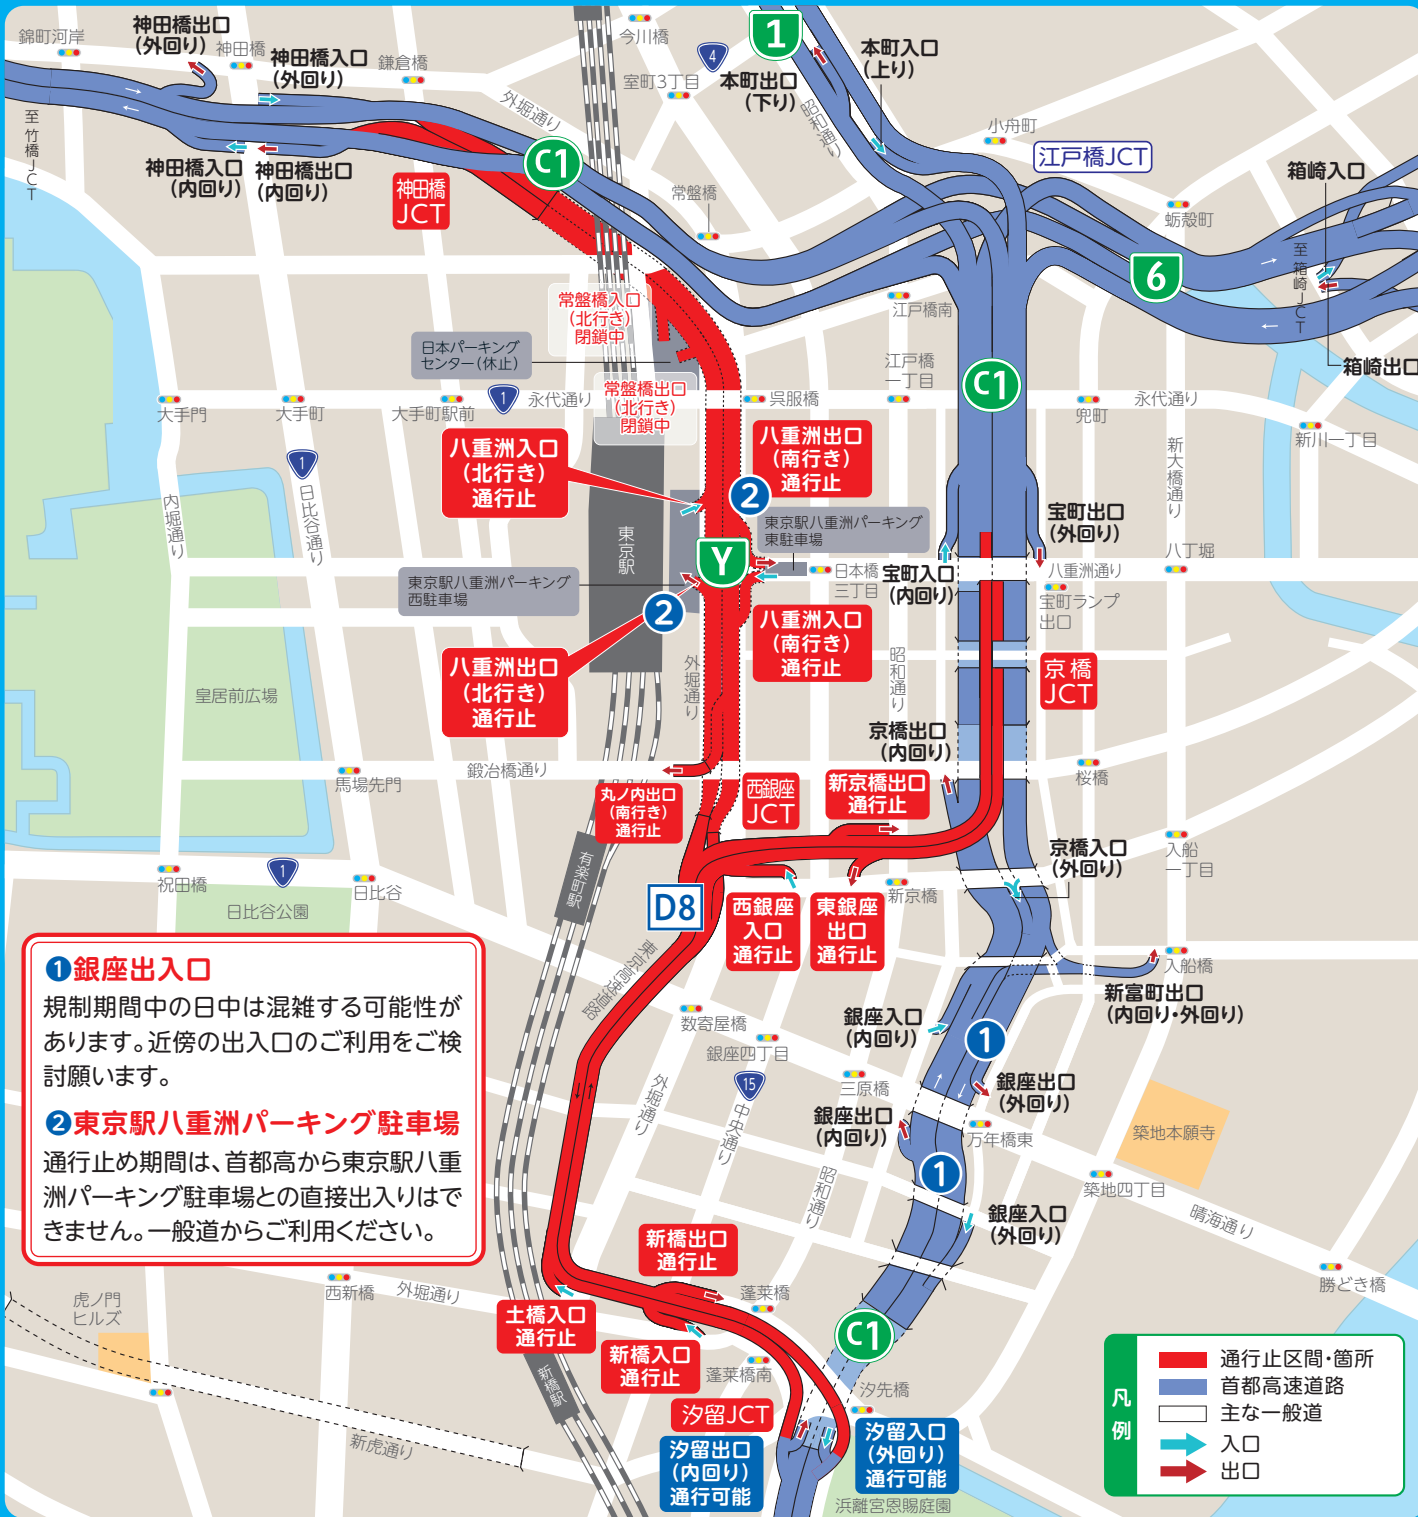 錦町河岸
神田橋出口
(外回り)
神田橋
神田橋入口
(外回り)
鎌倉橋
今川橋
4
室町3丁目
1
本町出口
(下り)
本町入口
(上り)
昭和通り
外堀通り
小舟町
江戸橋JCT
箱崎入口
至竹橋JCT
神田橋入口
(内回り)
神田橋出口
(内回り)
C1
神田橋
JCT
常盤橋
蛎殻町
6
至箱崎JCT
常盤橋入口
(北行き)
閉鎖中
江戸橋南
日本パーキング
センター(休止)
江戸橋
一丁目
C1
箱崎出口
大手門
大手町
大手町駅前
1
永代通り
常盤橋出口
(北行き)
閉鎖中
呉服橋
兜町
永代通り
新川一丁目
八重洲入口
(北行き)
通行止
八重洲出口
(南行き)
通行止
1
日比谷通り
内堀通り
新大橋通り
2
東京駅
東京駅八重洲パーキング
東駐車場
宝町出口
(外回り)
Y
日本橋
三丁目
宝町入口
(内回り)
八重洲通り
八丁堀
東京駅八重洲パーキング
西駐車場
2
宝町ランプ
出口
八重洲入口
(南行き)
通行止
八重洲出口
(北行き)
通行止
外堀通り
昭和通り
京橋
JCT
皇居前広場
京橋出口
(内回り)
馬場先門
鍛冶橋通り
丸ノ内出口
(南行き)
通行止
西銀座
JCT
新京橋出口
通行止
桜橋
祝田橋
1
日比谷
有楽町駅
京橋入口
(外回り)
入船
一丁目
日比谷公園
D8
西銀座
入口
通行止
東銀座
出口
通行止
新京橋
東京高速道路
入船橋
新富町出口
(内回り・外回り)
1銀座出入口
規制期間中の日中は混雑する可能性が
あります。近傍の出入口のご利用をご検
討願います。
2東京駅八重洲パーキング駐車場
通行止め期間は、首都高から東京駅八重
洲パーキング駐車場との直接出入りはで
きません。一般道からご利用ください。
数寄屋橋
銀座四丁目
銀座入口
(内回り)
1
15
三原橋
銀座出口
(外回り)
外堀通り
中央通り
銀座出口
(内回り)
万年橋東
築地本願寺
1
昭和通り
築地四丁目
銀座入口
(外回り)
晴海通り
新橋出口
通行止
虎ノ門
ヒルズ
西新橋
外堀通り
蓬莱橋
勝どき橋
土橋入口
通行止
新橋入口
通行止
C1
蓬莱橋南
新橋駅
汐先橋
汐留JCT
新虎通り
汐留出口
(内回り)
通行可能
汐留入口
(外回り)
通行可能
浜離宮恩賜庭園
凡例
通行止区間・箇所
首都高速道路
主な一般道
入口
出口